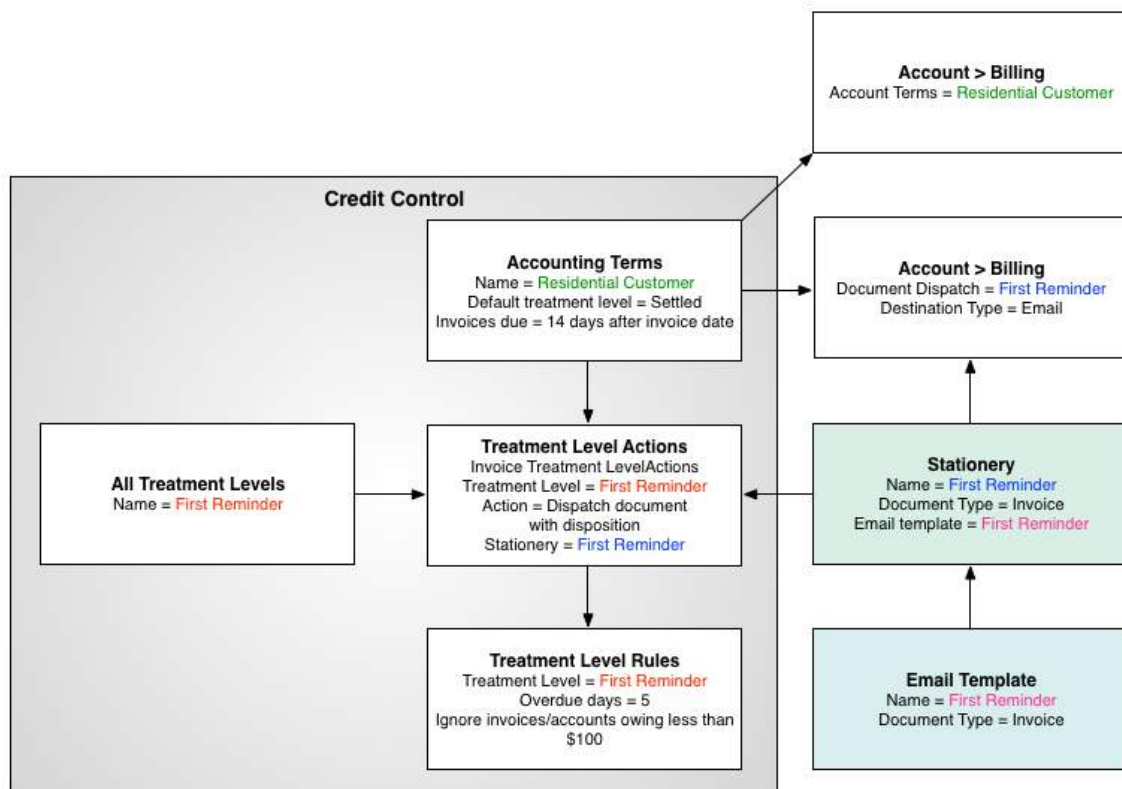 Account > Billing
Account Terms = Residential Customer
Credit Control
Accounting Terms
Name = Residential Customer
Default treatment level = Settled
Invoices due = 14 days after invoice date
Account > Billing
Document Dispatch = First Reminder
Destination Type = Email
All Treatment Levels
Name = First Reminder
Treatment Level Actions
Invoice Treatment LevelActions
Treatment Level = First Reminder
Action = Dispatch document
with disposition
Stationery = First Reminder
Stationery
Name = First Reminder
Document Type = Invoice
Email template = First Reminder
Treatment Level Rules
Treatment Level = First Reminder
Overdue days = 5
Ignore invoices/accounts owing less than
$100
Email Template
Name = First Reminder
Document Type = Invoice